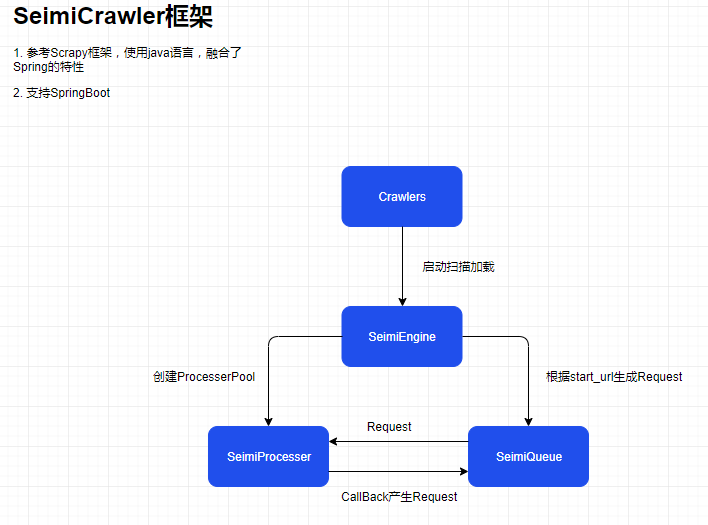 SeimiCrawler框架
1. 参考Scrapy框架，使用java语言，融合了
Spring的特性
2. 支持SpringBoot
Crawlers
启动扫描加载
SeimiEngine
创建ProcesserPool
根据start_url生成Request
Request
SeimiProcesser
SeimiQueue
CallBack产生Request